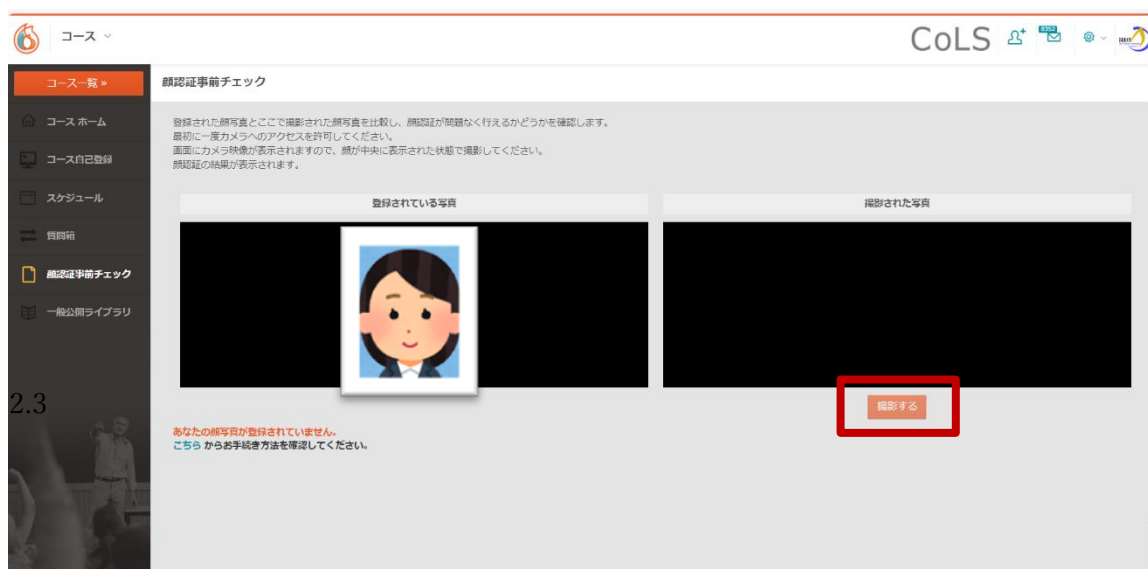 コース
CoLS
コース一覧 »
顔認証事前チェック
コース ホーム
コース自己登録
スケジュール
質問箱
顔認証事前チェック
一般公開ライブラリ
登録された顔写真とここで撮影された顔写真を比較し、顔認証が問題なく行えるかどうかを確認します。
最初に一度カメラへのアクセスを許可してください。
画面にカメラ映像が表示されますので、顔が中央に表示された状態で撮影してください。
顔認証の結果が表示されます。
登録されている写真
撮影された写真
撮影する
2.3
あなたの顔写真が登録されていません。
こちら からお手続き方法を確認してください。